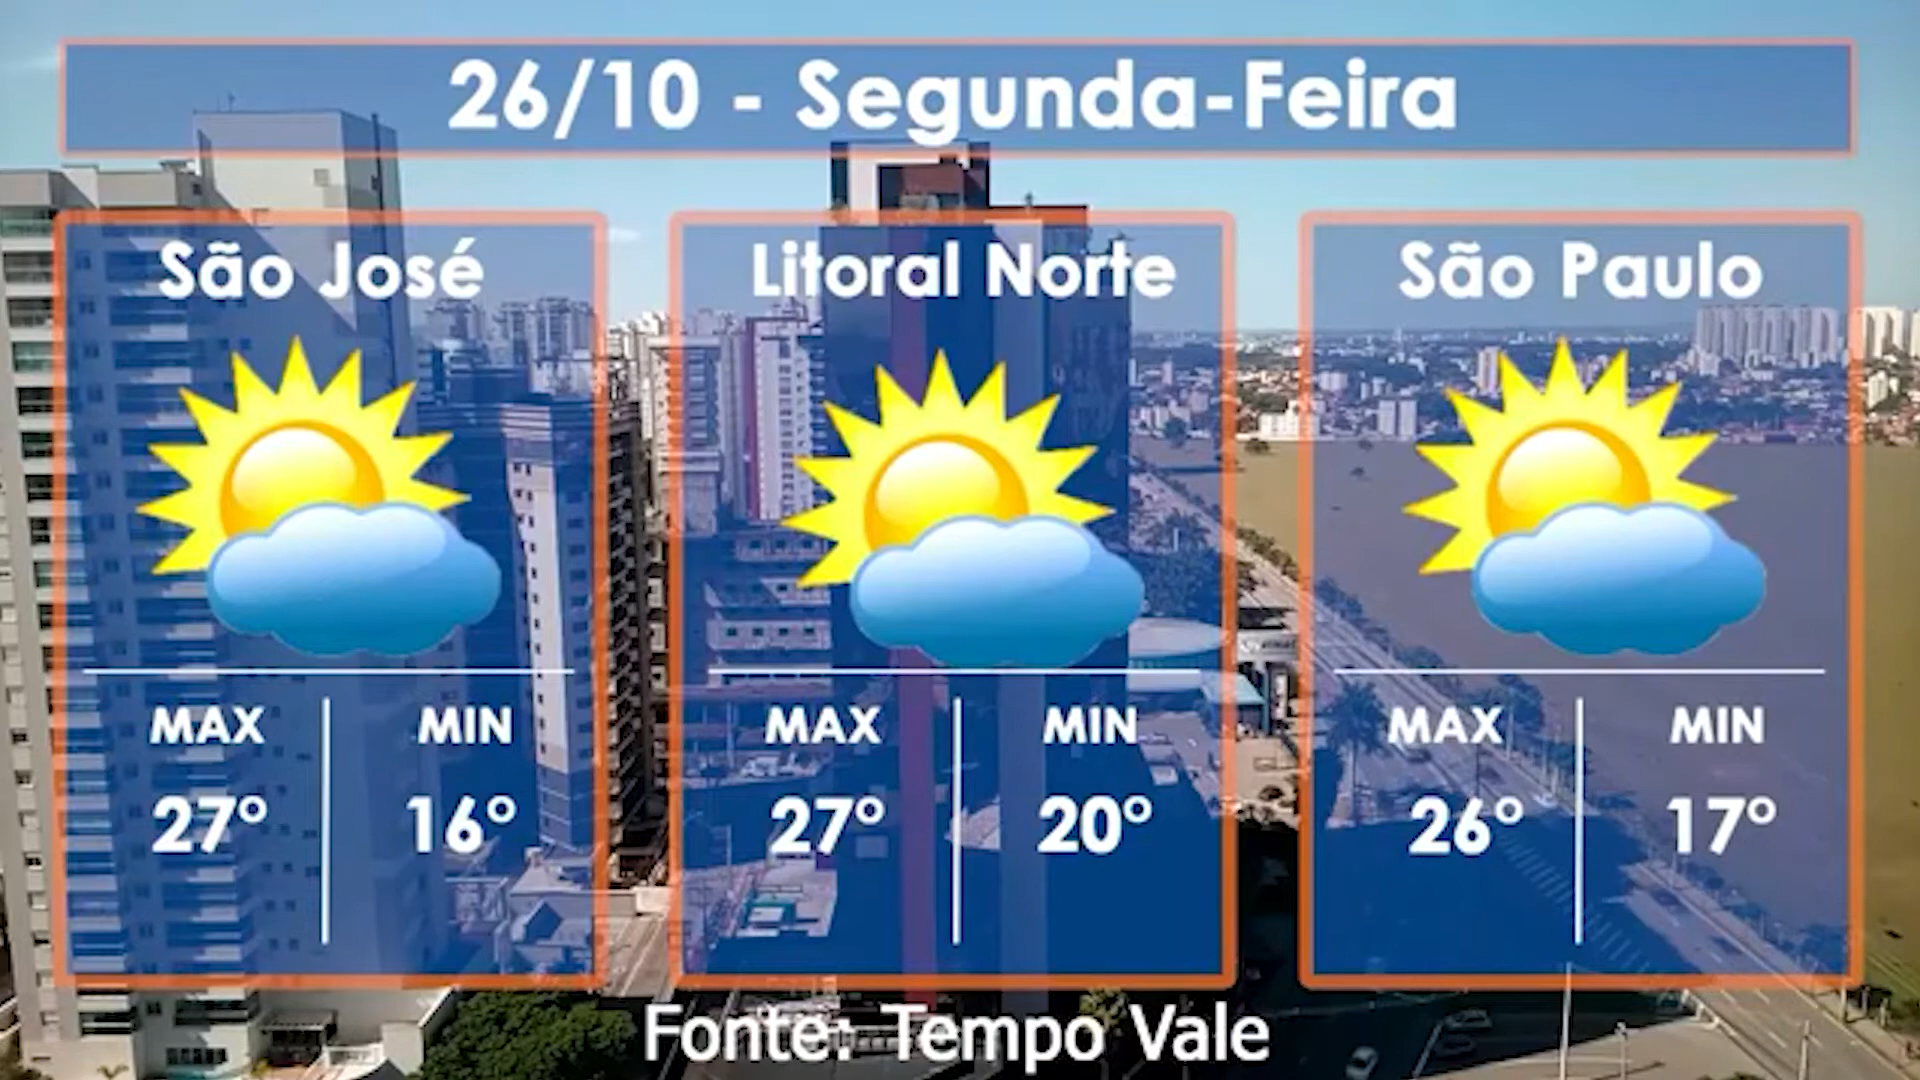 26/10 - Segunda-Feira
São José
Litoral Norte
São Paulo
MAX
MIN
MAX
MIN
MAX
MIN
27°
16°
27°
20°
26°
17°
Fonte: Tempo Vale